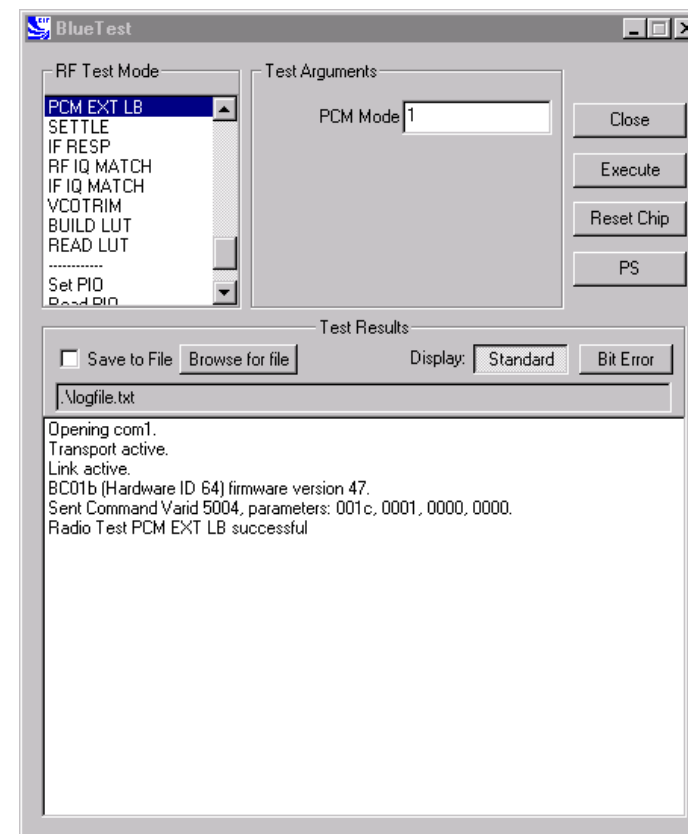 BlueTest
RF Test Mode
PCM EXT LB
SETTLE
IF RESP
RF IQ MATCH
IF IQ MATCH
VCOTRIM
BUILD LUT
READ LUT
------------
Set PIO
Read PIO
Test Arguments
PCM Mode 1
Close
Execute
Reset Chip
PS
Test Results
Save to File Browse for file Display: Standard Bit Error
.\logfile.txt
Opening com1.
Transport active.
Link active.
BC01b (Hardware ID 64) firmware version 47.
Sent Command Varid 5004, parameters: 001c, 0001, 0000, 0000.
Radio Test PCM EXT LB successful